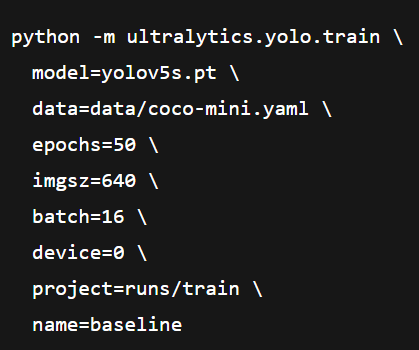 python -m ultralytics.yolo.train \
model=yolov5s.pt \
data=data/coco-mini.yaml \
epochs=50 \
imgsz=640 \
batch=16 \
device=0 \
project=runs/train \
name=baseline